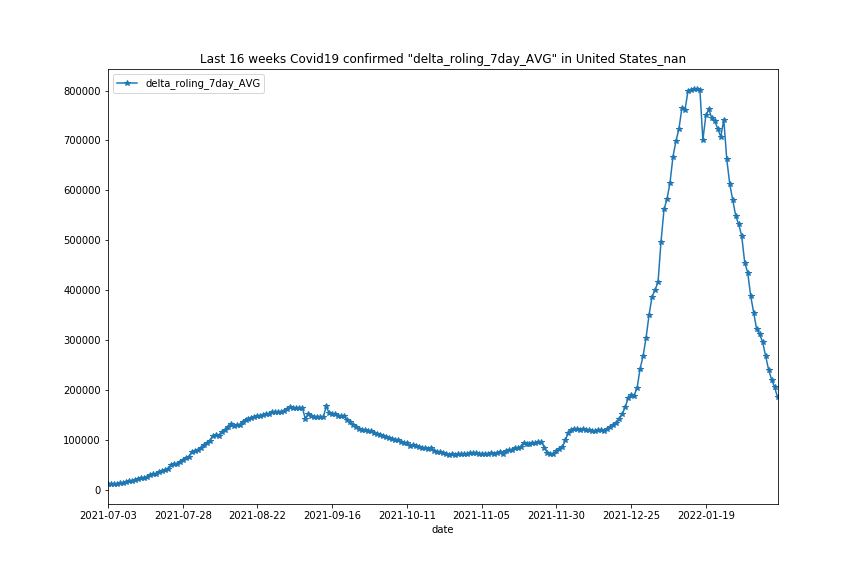 Last 16 weeks Covid19 confirmed "delta_roling_7day_AVG" in United States_nan
delta_roling_7day_AVG
800000
700000
600000
500000
400000
300000
200000
100000
0
2021-07-03 2021-07-28 2021-08-22 2021-09-16 2021-10-11 2021-11-05 2021-11-30 2021-12-25 2022-01-19
date